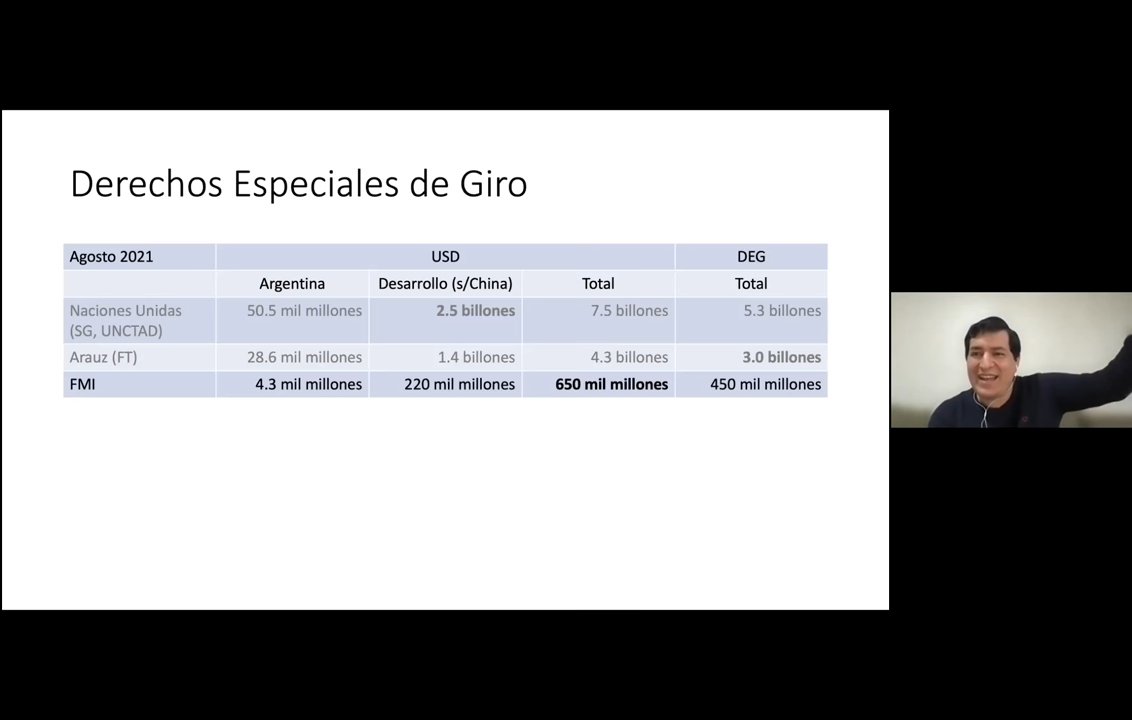 Derechos Especiales de Giro
Agosto 2021 USD DEG
Argentina Desarrollo (s/China) Total Total
Naciones Unidas 50.5 mil millones 2.5 billones 7.5 billones 5.3 billones
(SG, UNCTAD)
Arauz (FT) 28.6 mil millones 1.4 billones 4.3 billones 3.0 billones
FMI 4.3 mil millones 220 mil millones 650 mil millones 450 mil millones